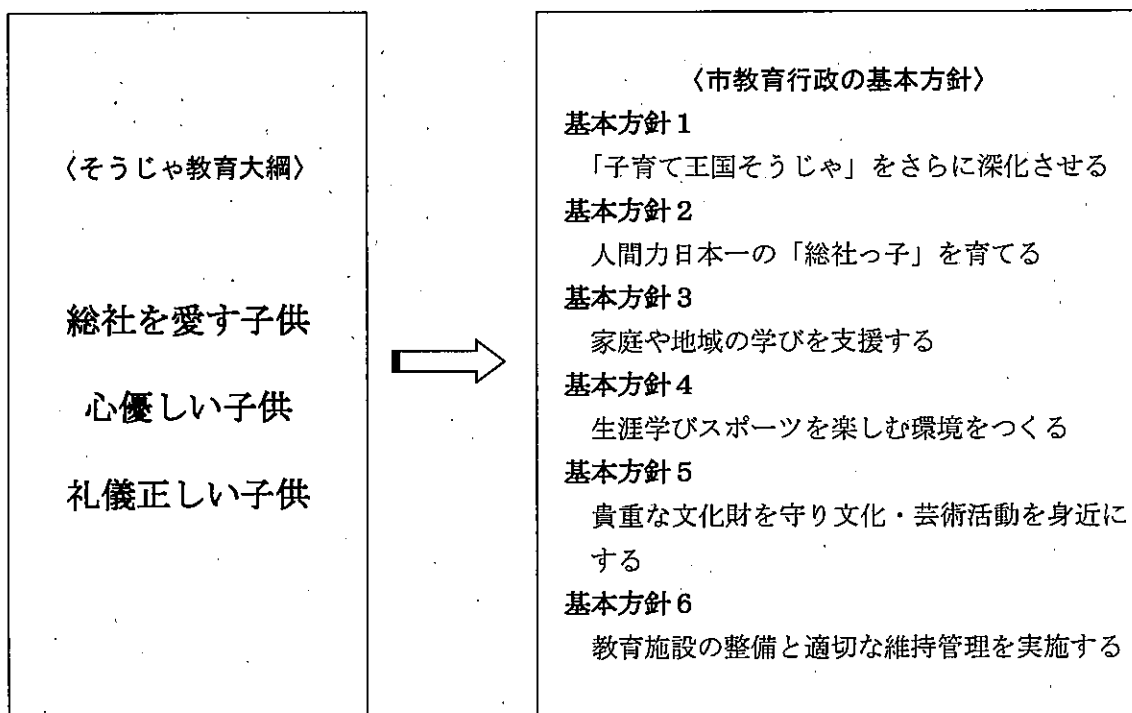 〈そうじゃ教育大綱〉
総社を愛す子供
心優しい子供
礼儀正しい子供
〈市教育行政の基本方針〉
基本方針1
「子育て王国そうじゃ」をさらに深化させる
基本方針2
人間力日本一の「総社っ子」を育てる
基本方針3
家庭や地域の学びを支援する
基本方針4
生涯学びスポーツを楽しむ環境をつくる
基本方針5
貴重な文化財を守り文化・芸術活動を身近に
する
基本方針6
教育施設の整備と適切な維持管理を実施する